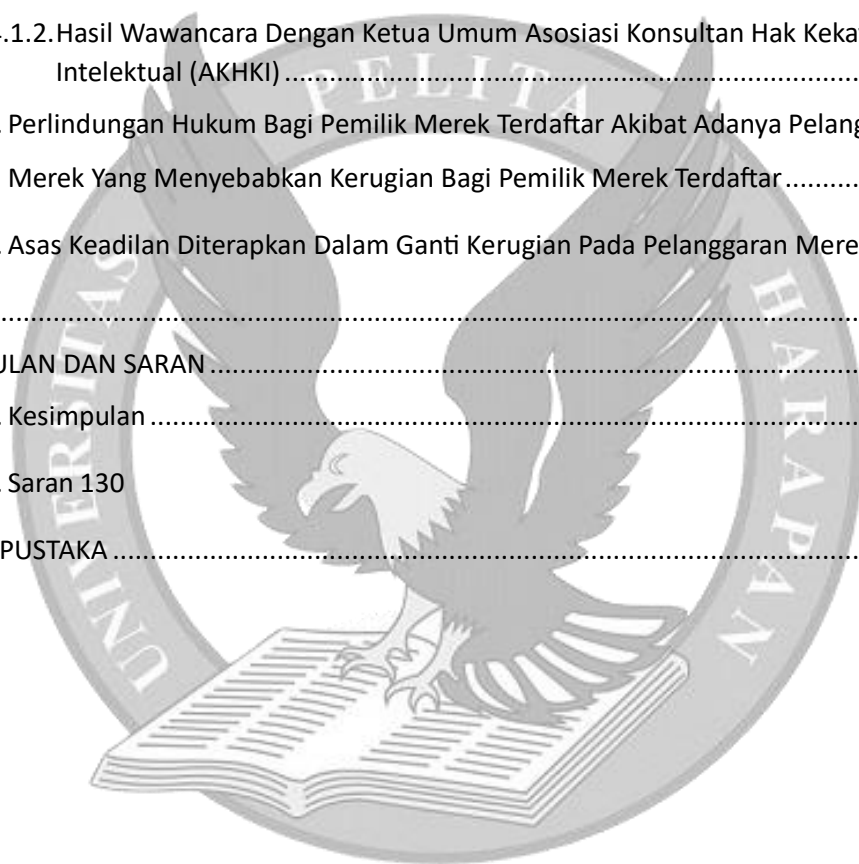 .1.2.Hasil Wawancara Dengan Ketua Umum Asosiasi Konsultan Hak Keka
Intelektual (AKHKI)........................................................................
. Perlindungan Hukum Bagi Pemilik Merek Terdaftar Akibat Adanya Pelang
Merek Yang Menyebabkan Kerugian Bagi Pemilik Merek Terdaftar..........
. Asas Keadilan Diterapkan Dalam Ganti Kerugian Pada Pelanggaran Mere
................................................................................................
ULAN DAN SARAN........................................................................
. Kesimpulan................................................................................
. Saran 130
PUSTAKA....................................................................................
UNIVERSITAS PELITA HARAPAN